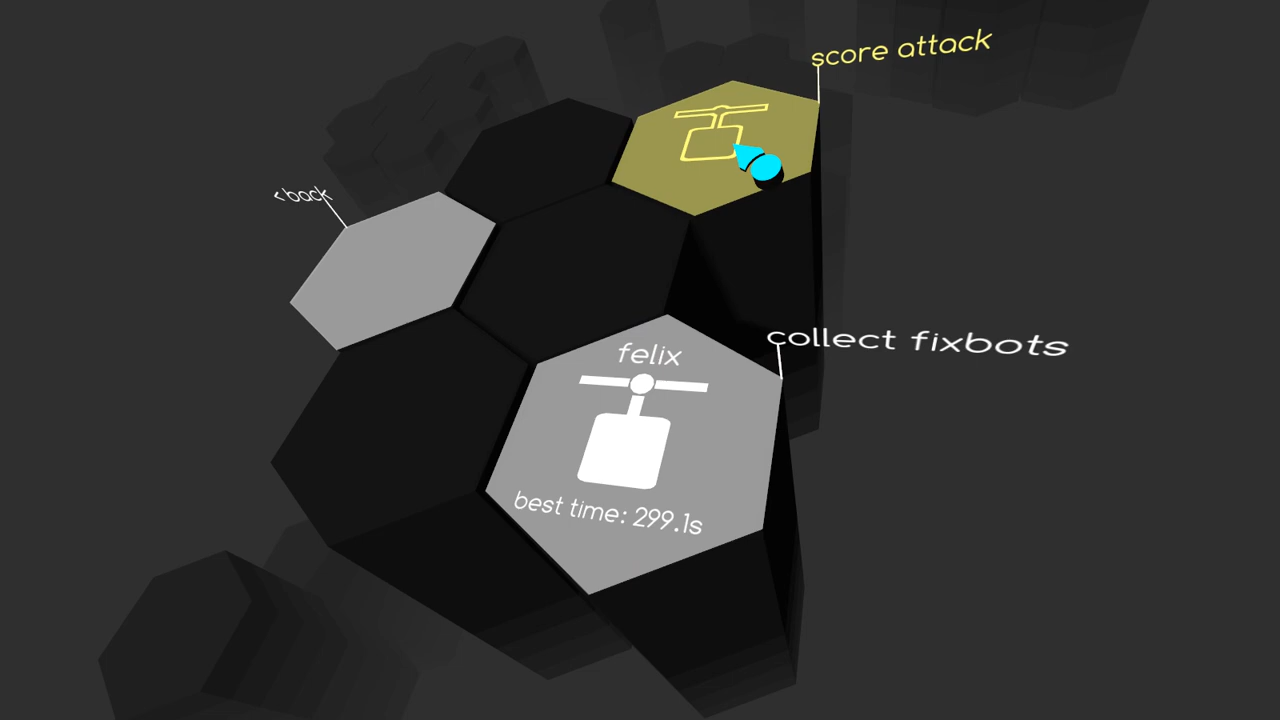 score attack
< back
collect fixbots
felix
best time: 299.1s